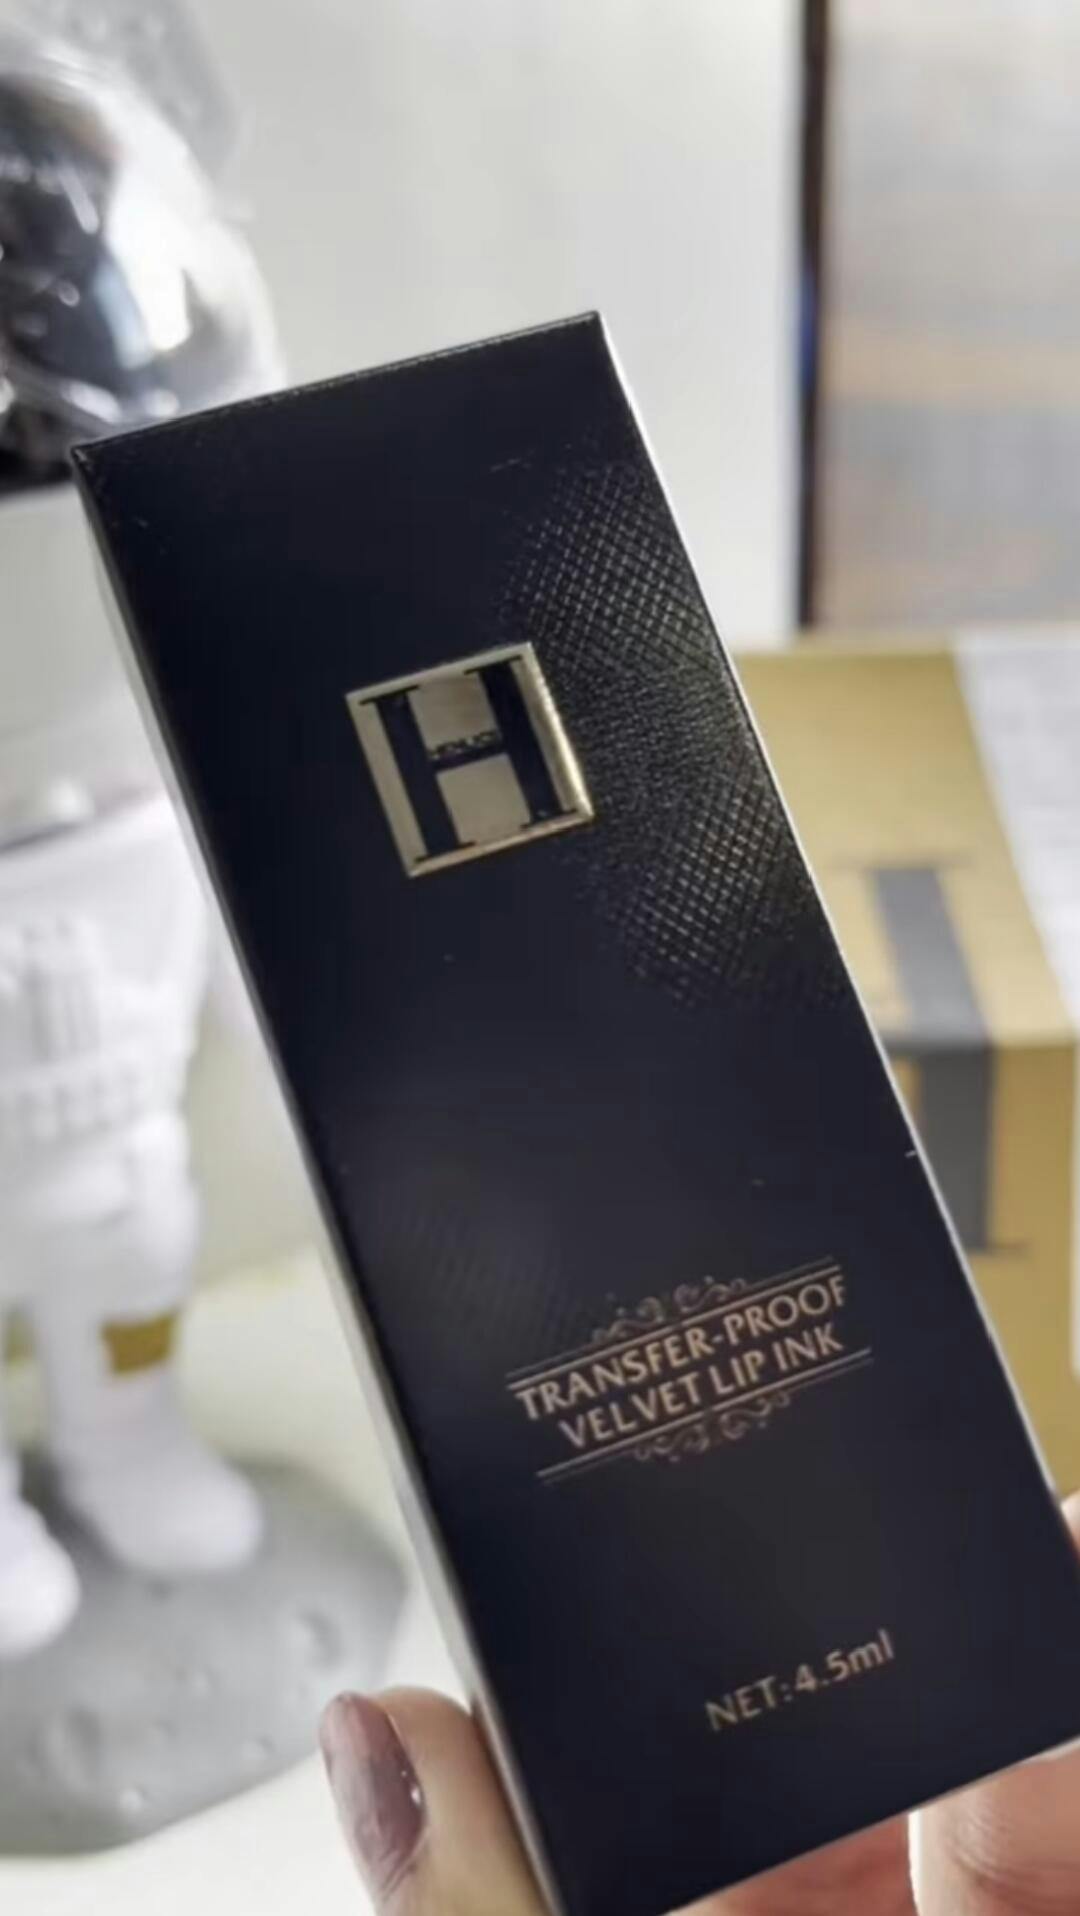 H
TRANSFER-PROOF
VELVET LIP INK
NET:4.5ml